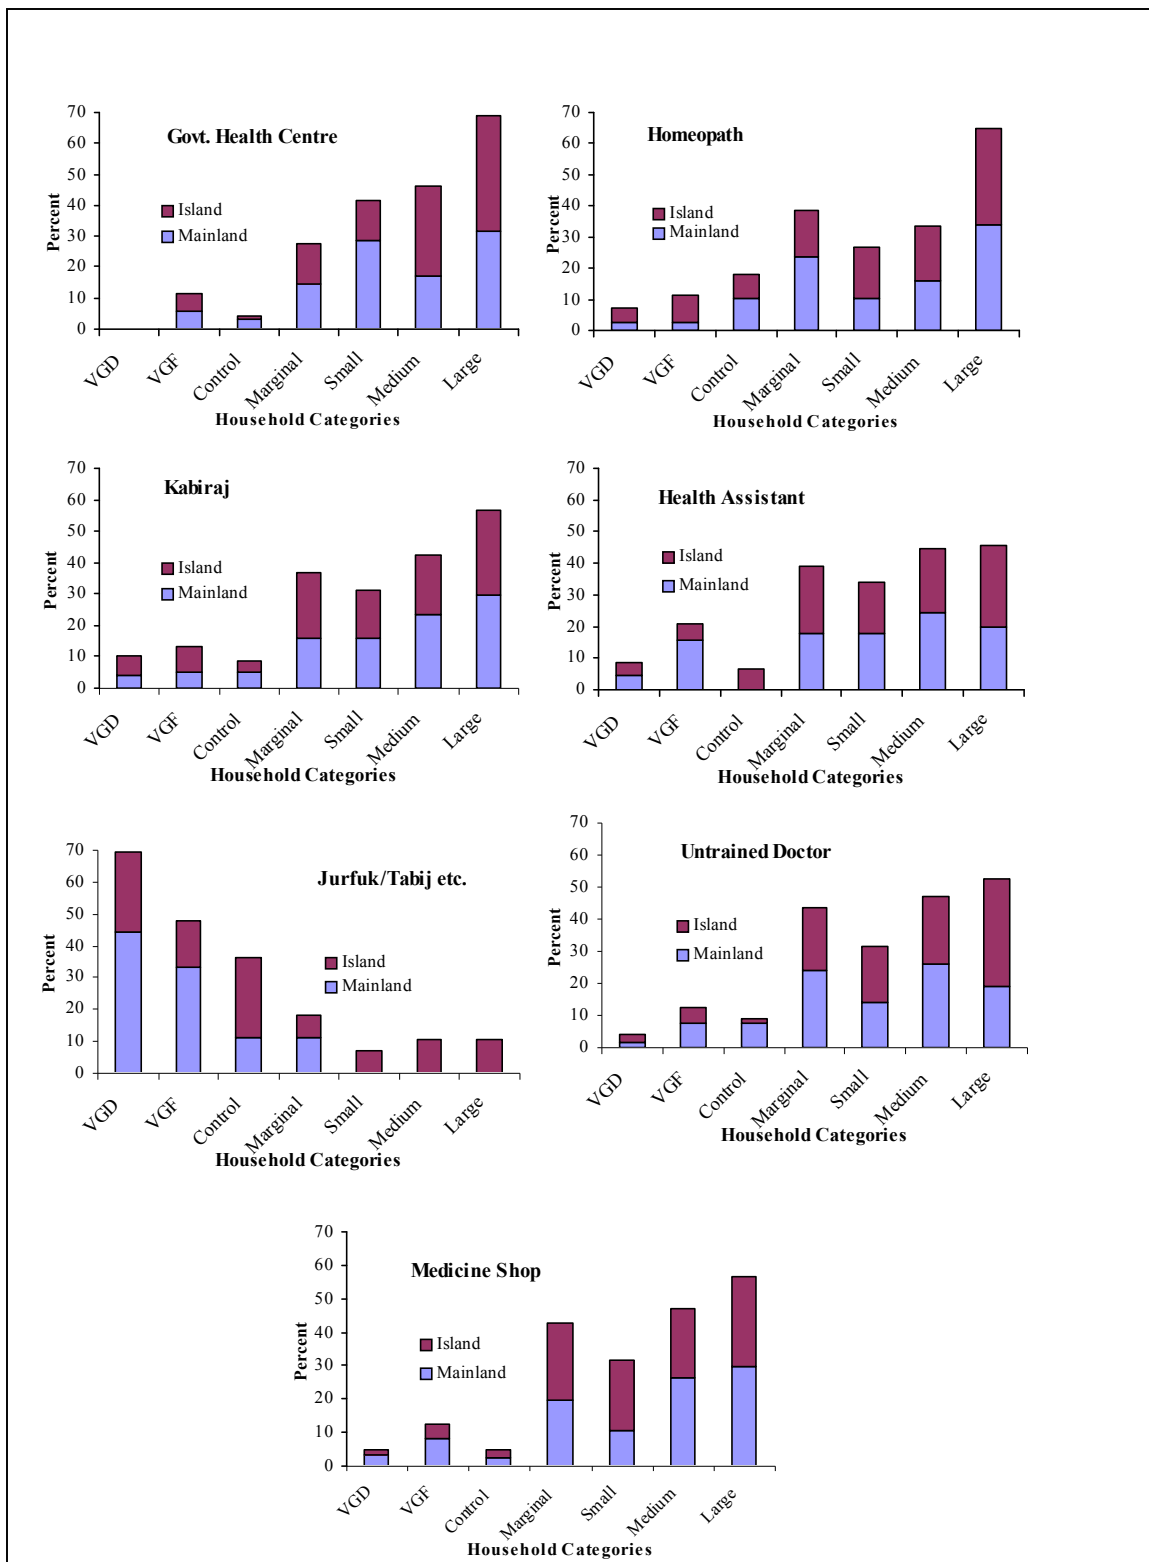 Govt. Health Centre
Percent
70
60
50
40
30
20
10
0
Island
Mainland
VGD
VGF
Control
Marginal
Small
Medium
Large
Household Categories
Homeopath
Percent
70
60
50
40
30
20
10
0
Island
Mainland
VGD
VGF
Control
Marginal
Small
Medium
Large
Household Categories
Kabiraj
Percent
70
60
50
40
30
20
10
0
Island
Mainland
VGD
VGF
Control
Marginal
Small
Medium
Large
Household Categories
Health Assistant
Percent
70
60
50
40
30
20
10
0
Island
Mainland
VGD
VGF
Control
Marginal
Small
Medium
Large
Household Categories
Jurfuk/Tabij etc.
Percent
70
60
50
40
30
20
10
0
Island
Mainland
VGD
VGF
Control
Marginal
Small
Medium
Large
Household Categories
Untrained Doctor
Percent
70
60
50
40
30
20
10
0
Island
Mainland
VGD
VGF
Control
Marginal
Small
Medium
Large
Household Categories
Medicine Shop
Percent
70
60
50
40
30
20
10
0
Island
Mainland
VGD
VGF
Control
Marginal
Small
Medium
Large
Household Categories